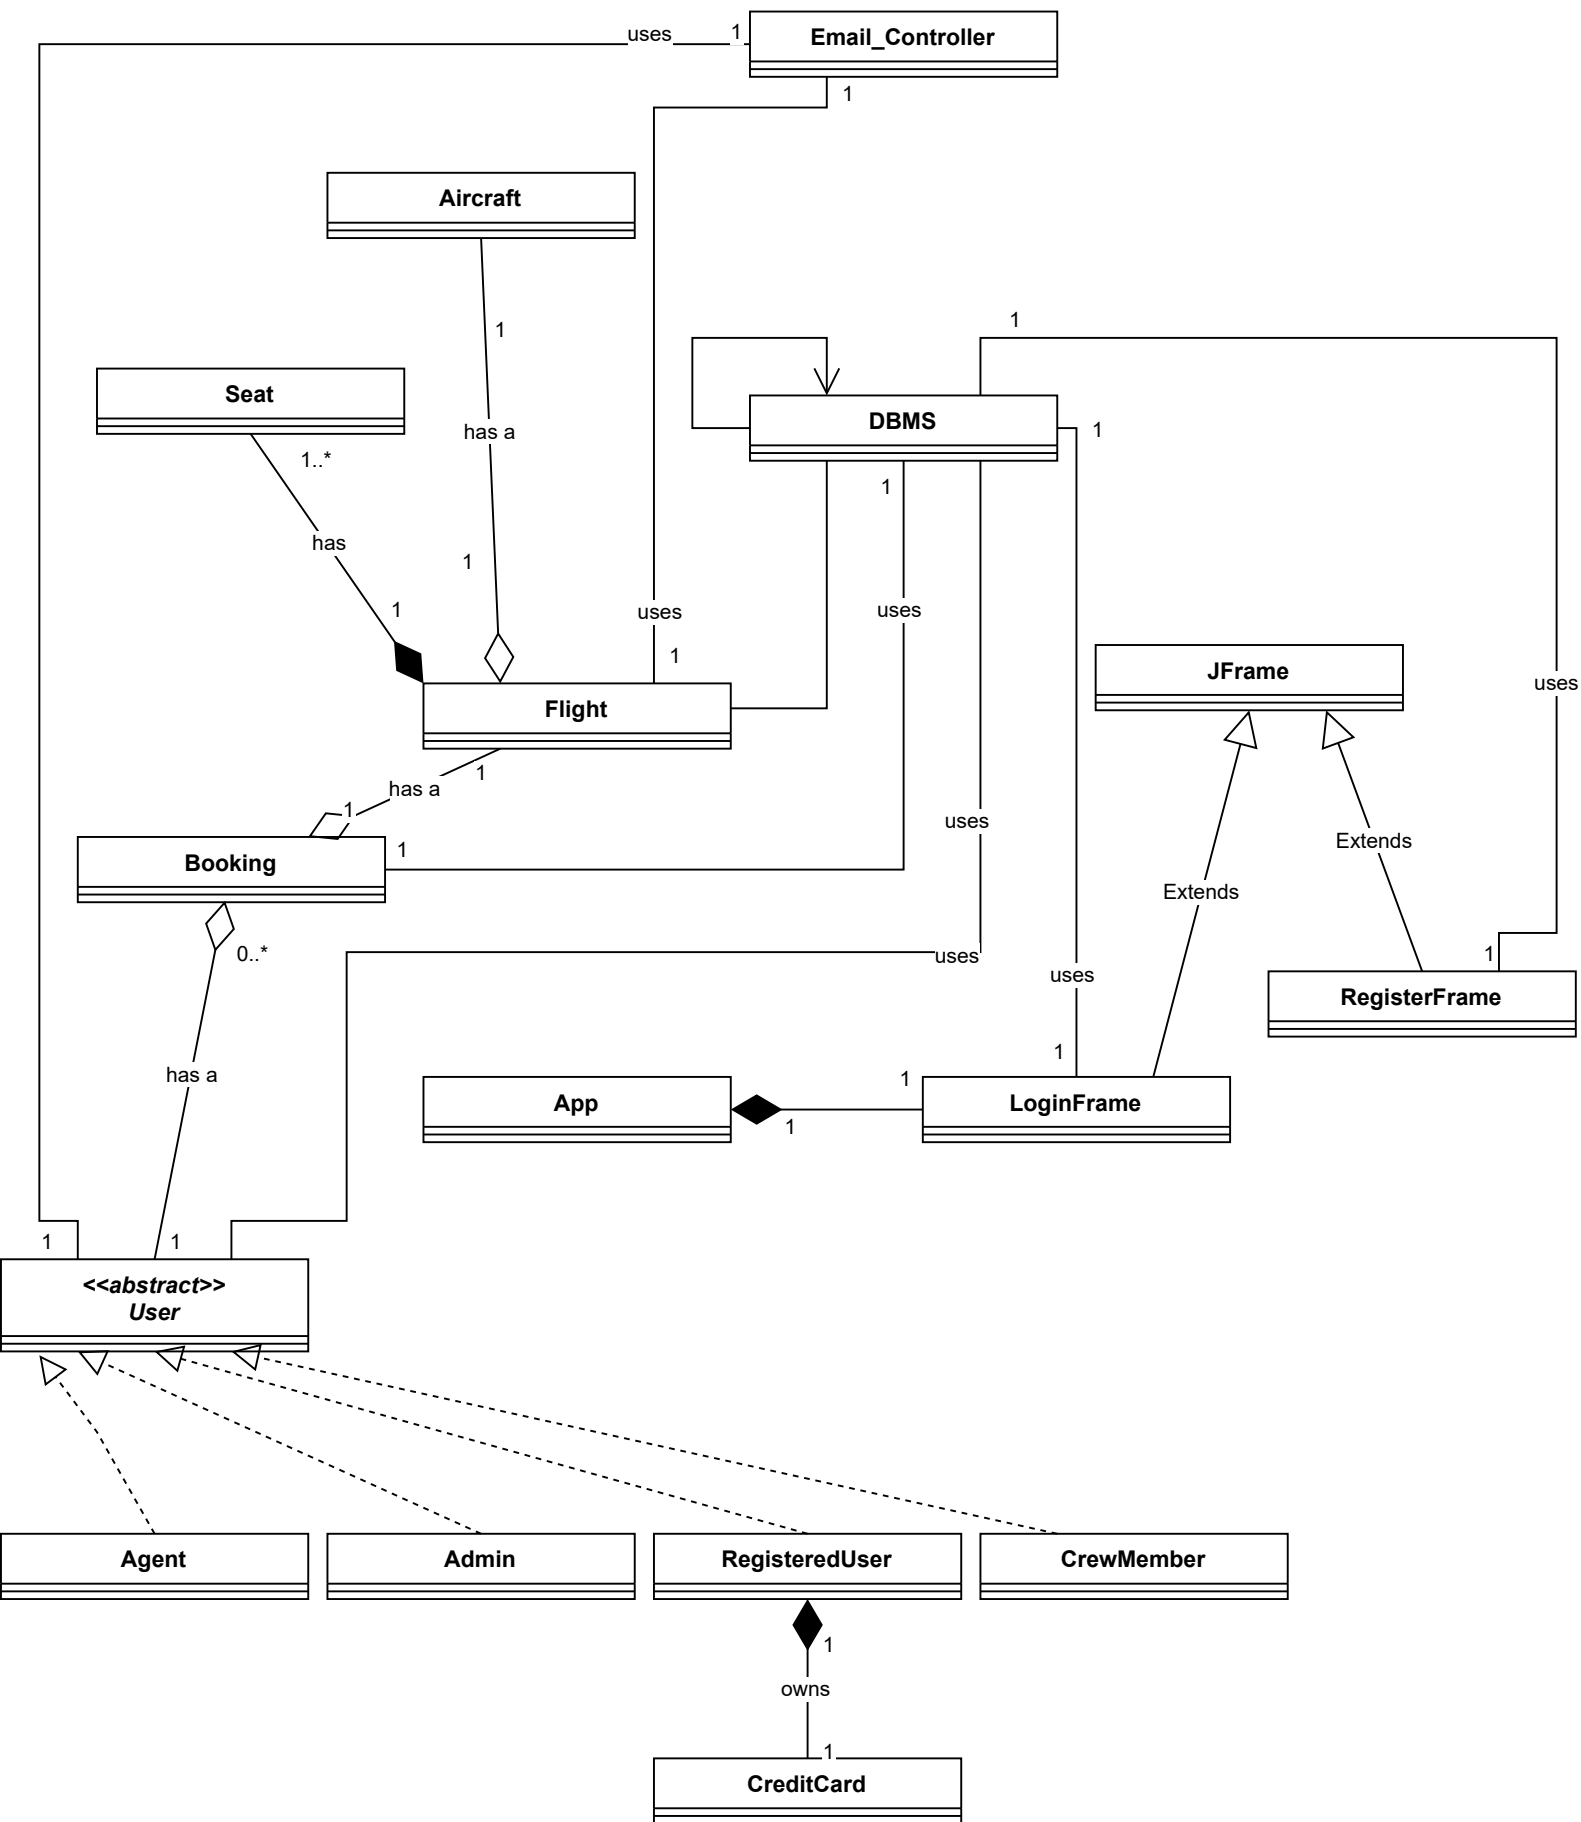 uses
1
Email_Controller
1
Aircraft
1
1
Seat
DBMS
1
has a
1..*
1
has
1
1
uses
uses
1
JFrame
uses
Flight
1
has a
1
uses
Extends
1
Booking
Extends
0..*
uses
1
uses
RegisterFrame
1
has a
1
App
LoginFrame
1
1
1
<<abstract>>
User
Agent
Admin
RegisteredUser
CrewMember
1
owns
1
CreditCard